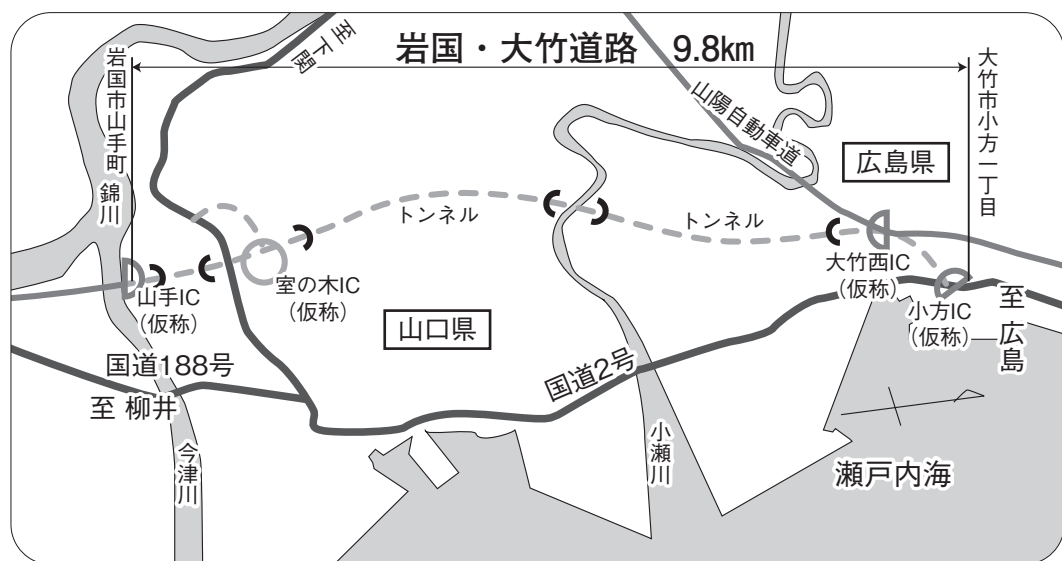 岩国・大竹道路 9.8km
至下関
岩国市山手町
錦川
山陽自動車道
広島県
大竹市小方一丁目
トンネル
トンネル
山手IC
(仮称)
室の木IC
(仮称)
大竹西IC
(仮称)
小方IC
(仮称)
至広島
山口県
国道188号
至 柳井
国道2号
今津川
小瀬川
瀬戸内海